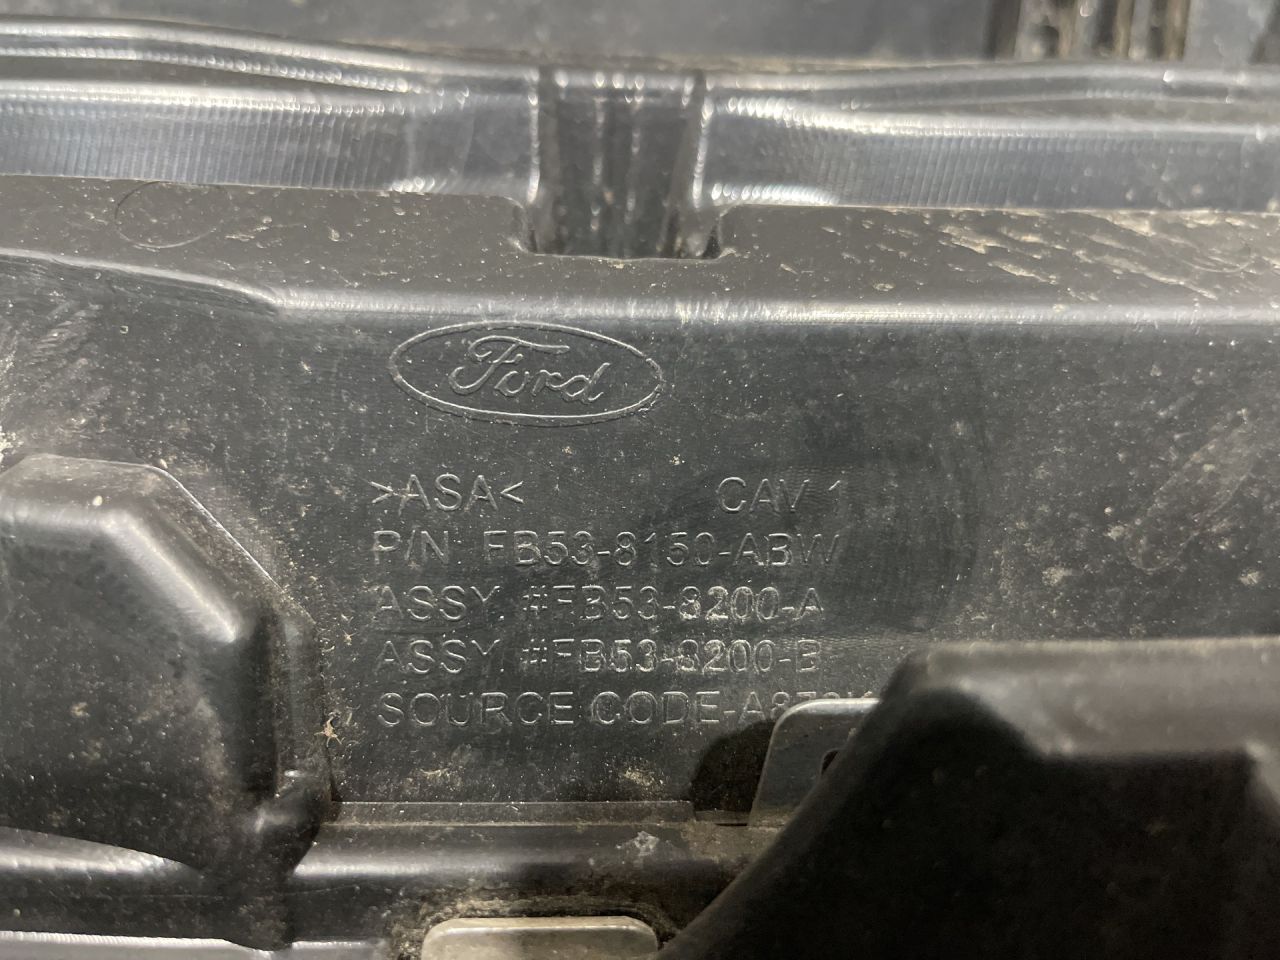 Ford
>ASA< CAV 1
P/N FB53-8150-ABW
ASSY. #FB53-8200-A
ASSY. #FB53-8200-B
SOURCE CODE